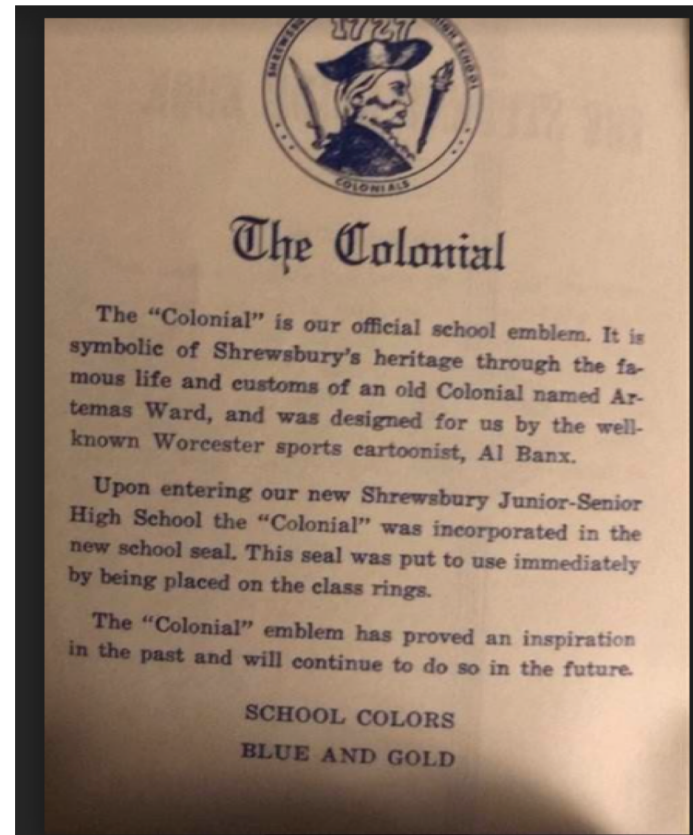 1727
SHREWSBU HIGH SCHOOL
COLONIALS
The Colonial
The “Colonial” is our official school emblem. It is
symbolic of Shrewsbury’s heritage through the fa-
mous life and customs of an old Colonial named Ar-
temas Ward, and was designed for us by the well-
known Worcester sports cartoonist, Al Banx.
Upon entering our new Shrewsbury Junior-Senior
High School the “Colonial” was incorporated in the
new school seal. This seal was put to use immediately
by being placed on the class rings.
The “Colonial” emblem has proved an inspiration
in the past and will continue to do so in the future.
SCHOOL COLORS
BLUE AND GOLD